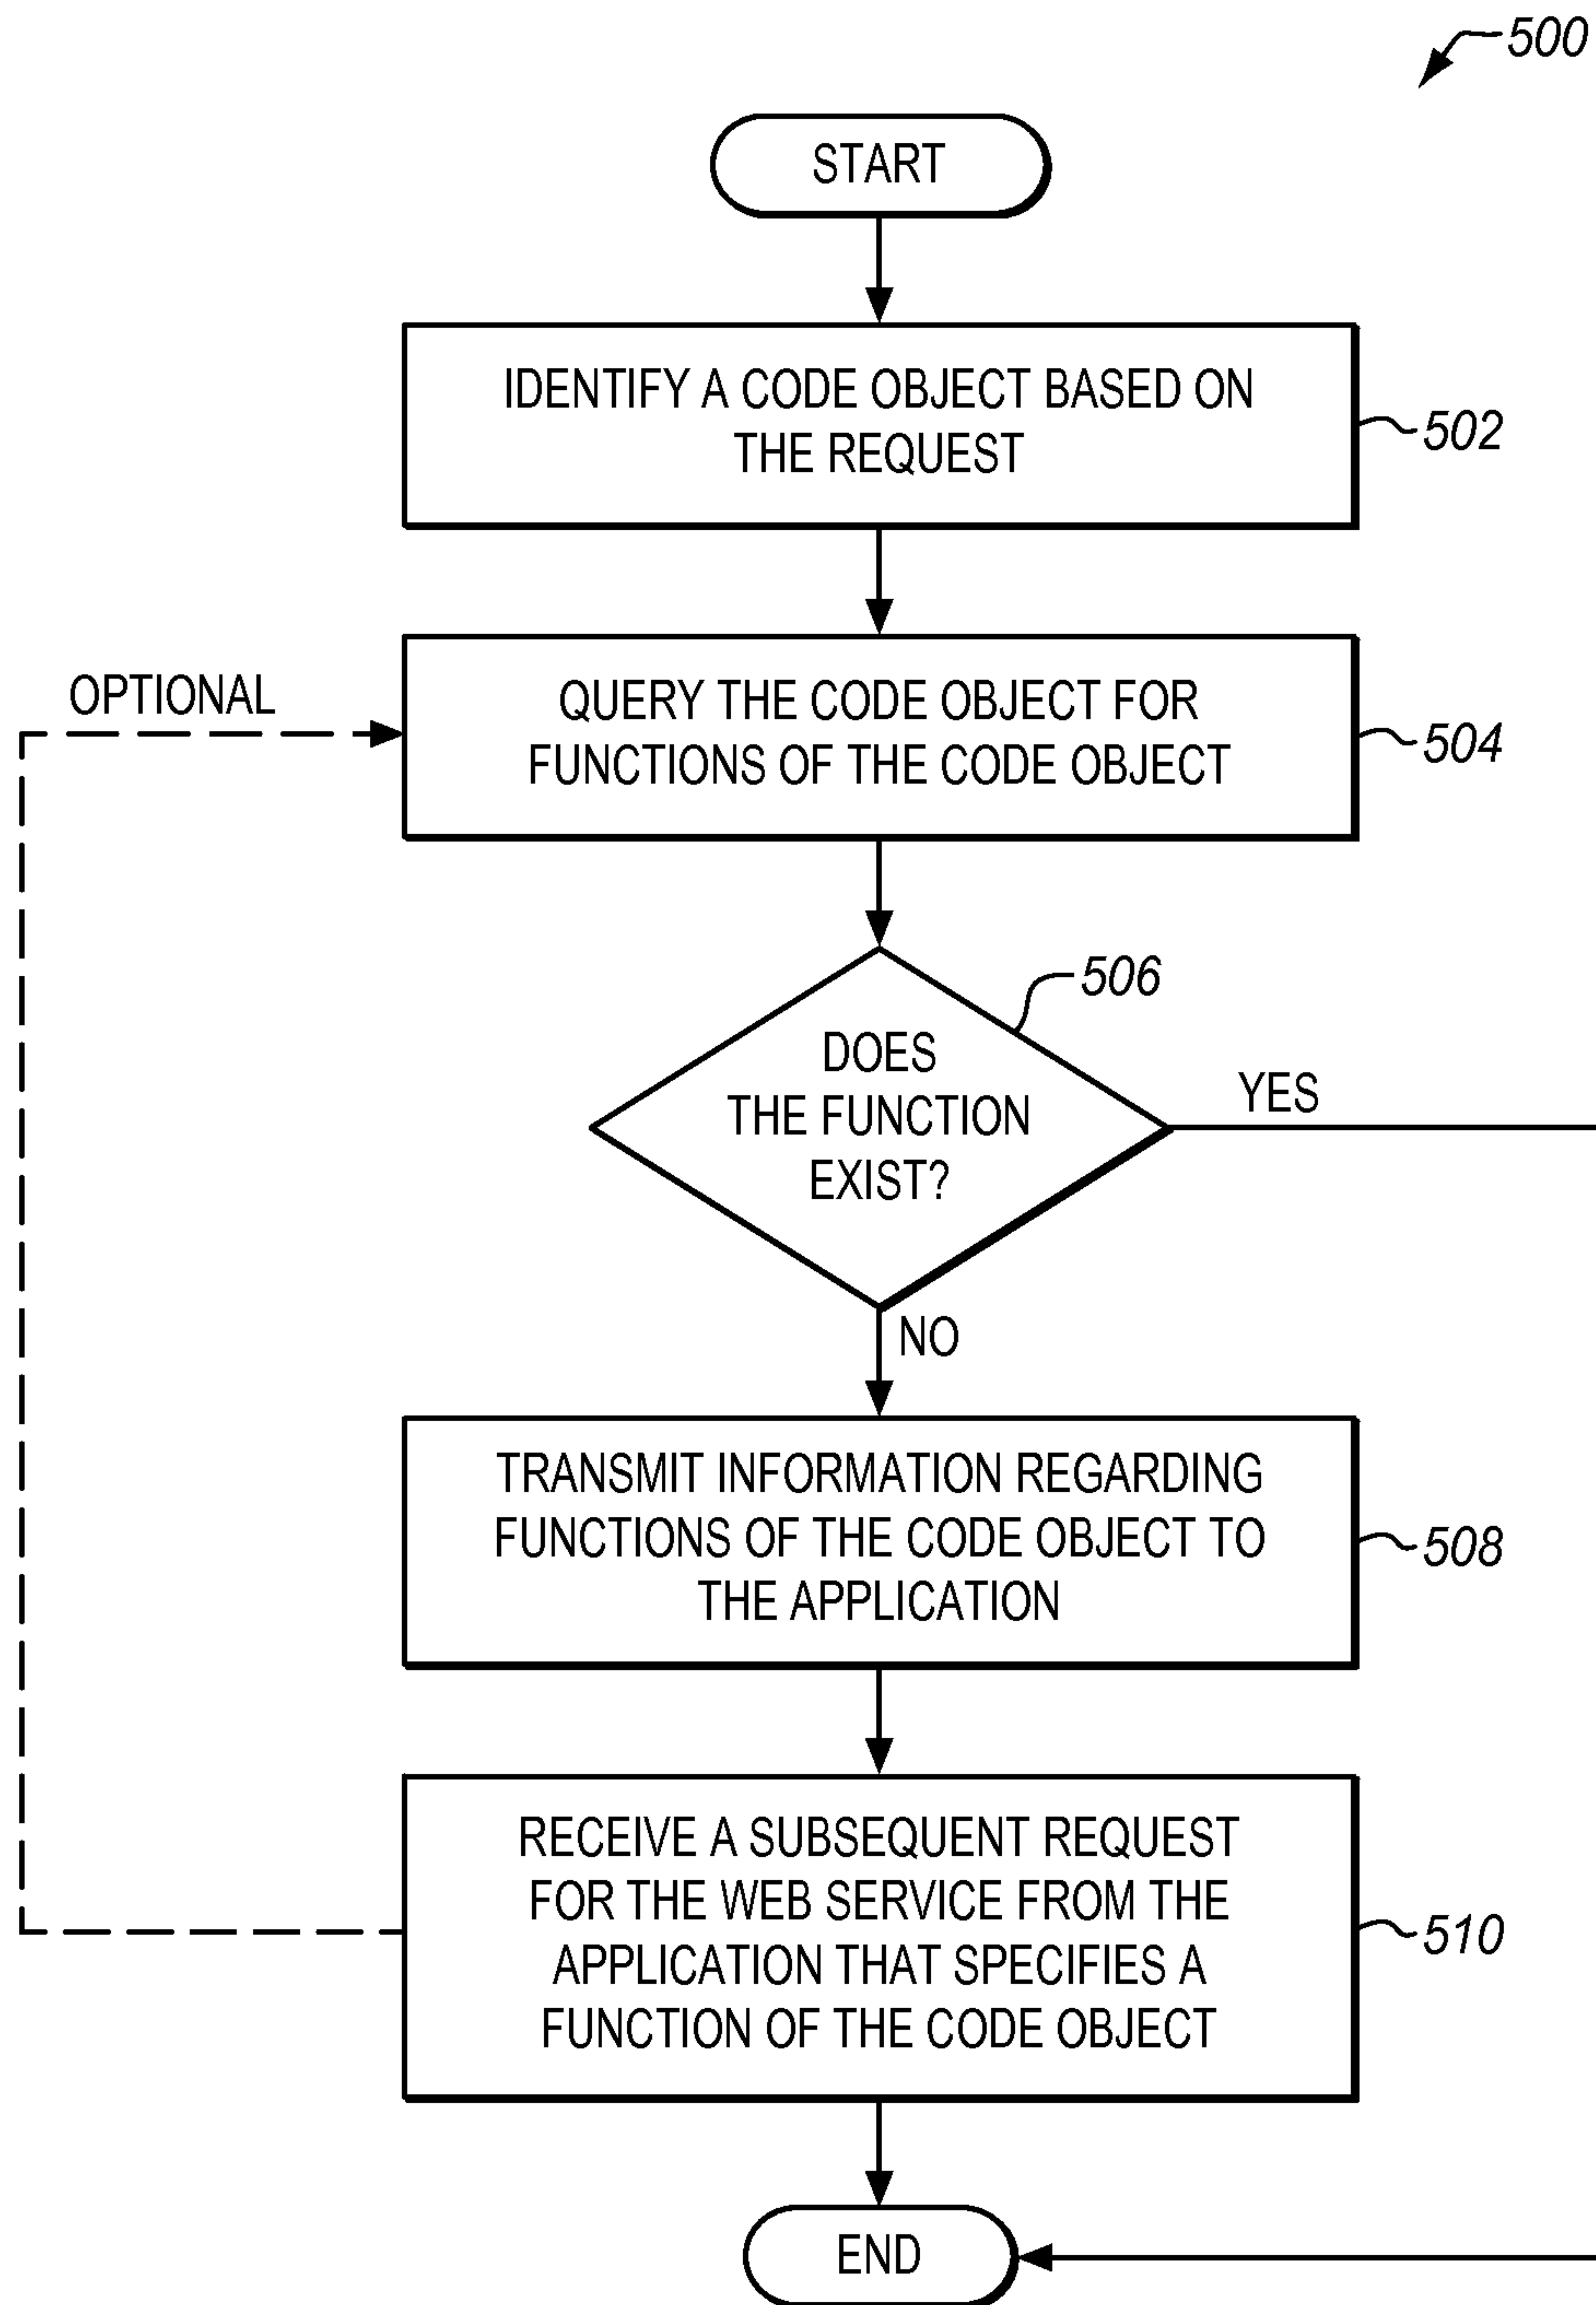 500
START
IDENTIFY A CODE OBJECT BASED ON
THE REQUEST
502
OPTIONAL
QUERY THE CODE OBJECT FOR
FUNCTIONS OF THE CODE OBJECT
504
506
DOES
THE FUNCTION
EXIST?
YES
NO
TRANSMIT INFORMATION REGARDING
FUNCTIONS OF THE CODE OBJECT TO
THE APPLICATION
508
RECEIVE A SUBSEQUENT REQUEST
FOR THE WEB SERVICE FROM THE
APPLICATION THAT SPECIFIES A
FUNCTION OF THE CODE OBJECT
510
END